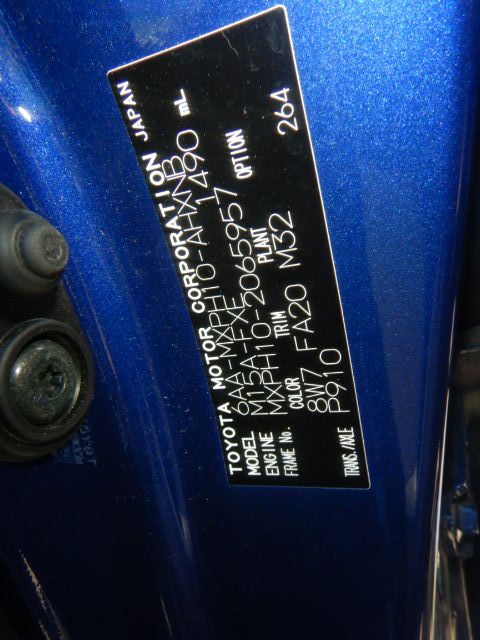 TOYOTA MOTOR CORPORATION JAPAN
MODEL 6AA-MXPH10-AHXNB
ENGINE M15A-FXE 1490 mL
FRAME No. MXPH10-2065957
COLOR TRIM PLANT OPTION
8W7 FA20 M32 264
TRANS./AXLE P910